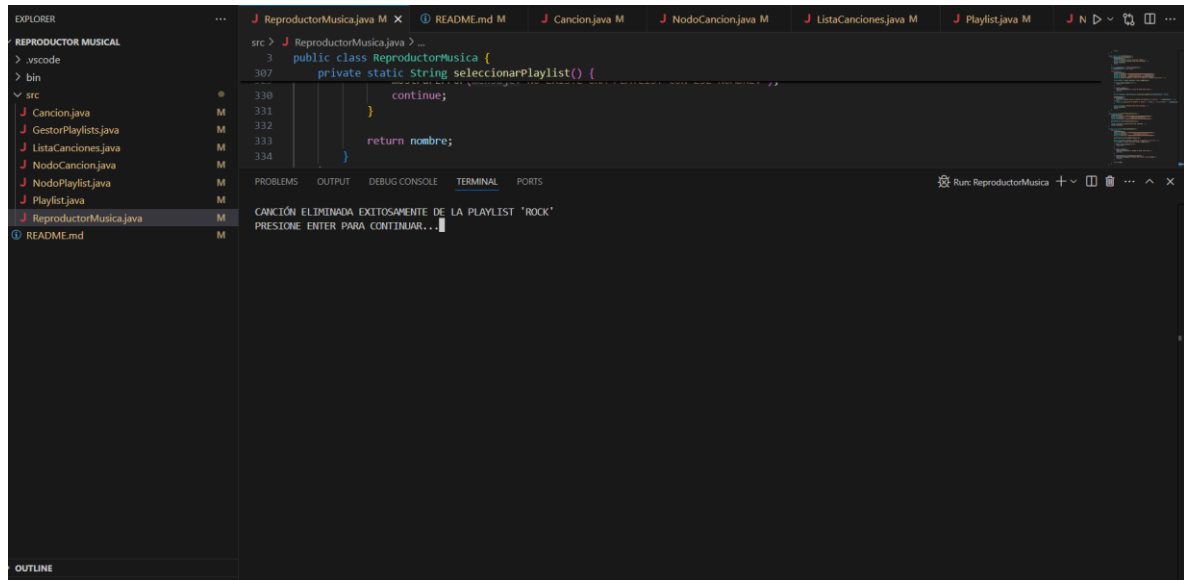 EXPLORER
REPRODUCTOR MUSICAL
.vscode
bin
src
Cancion.java M
GestorPlaylists.java M
ListaCanciones.java M
NodoCancion.java M
NodoPlaylist.java M
Playlist.java M
ReproductorMusica.java M
README.md M
OUTLINE
ReproductorMusica.java M README.md M Cancion.java M NodoCancion.java M ListaCanciones.java M Playlist.java M N
src > ReproductorMusica.java > ...
3 public class ReproductorMusica {
307 private static String seleccionarPlaylist() {
330 continue;
331 }
332
333 return nombre;
334 }
PROBLEMS OUTPUT DEBUG CONSOLE TERMINAL PORTS Run: ReproductorMusica
CANCIÓN ELIMINADA EXITOSAMENTE DE LA PLAYLIST 'ROCK'
PRESIONE ENTER PARA CONTINUAR...